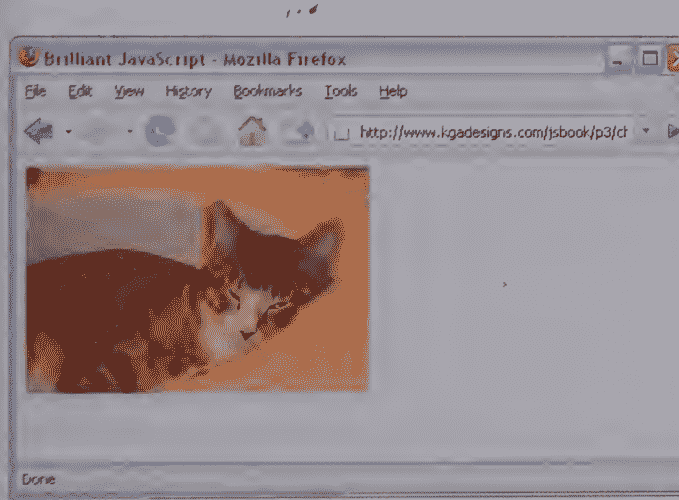 Brilliant JavaScript - Mozilla Firefox
File Edit View History Bookmarks Tools Help
http://www.kgadesigns.com/jsbook/p3/ch
Done